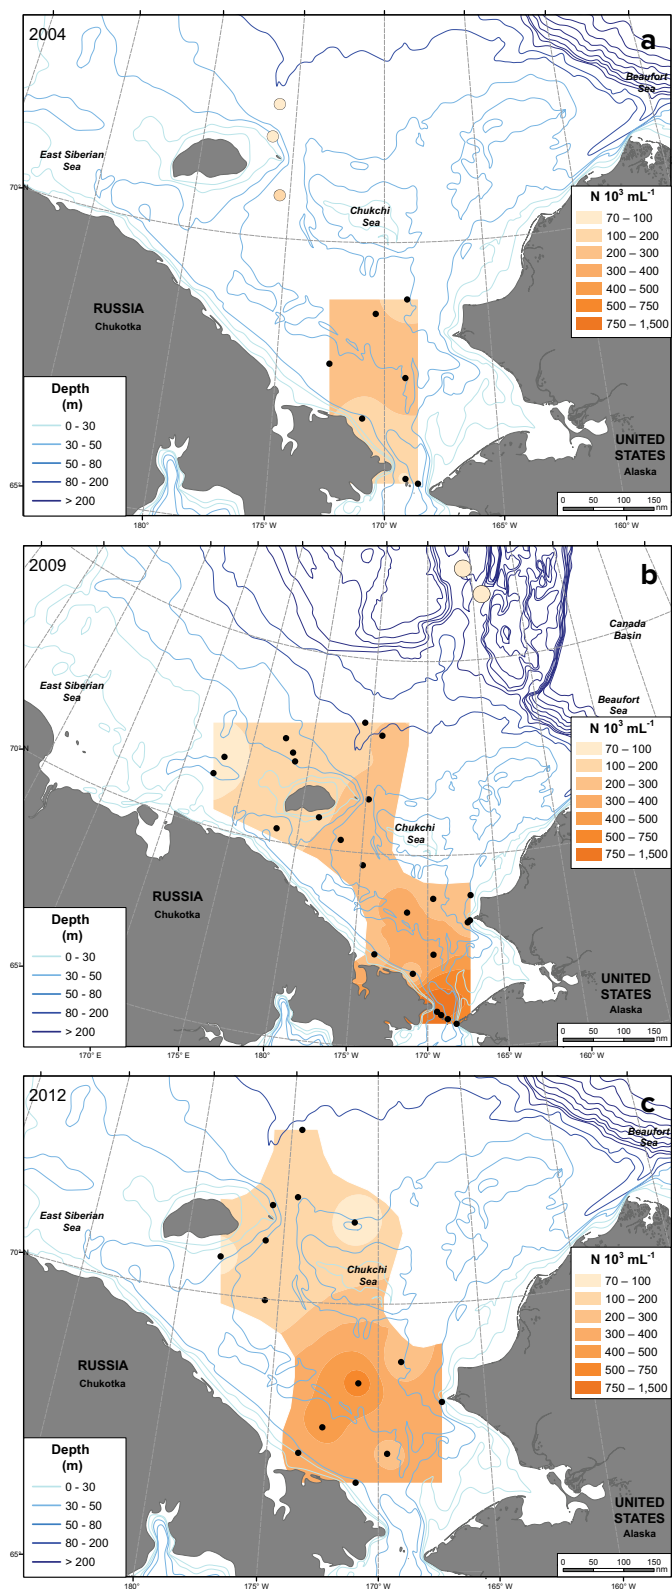 2004
a
Beaufort
Sea
East Siberian
Sea
70° N
Chukchi
Sea
N 10³ mL⁻¹
70 – 100
100 – 200
200 – 300
300 – 400
400 – 500
500 – 750
750 – 1,500
RUSSIA
Chukotka
Depth
(m)
0 - 30
30 - 50
50 - 80
80 - 200
> 200
UNITED
STATES
Alaska
65°
0 50 100 150
nm
180° 175° W 170° W 165° W 160° W
2009
b
Canada
Basin
East Siberian
Sea
Beaufort
Sea
70° N
N 10³ mL⁻¹
70 – 100
100 – 200
200 – 300
300 – 400
400 – 500
500 – 750
750 – 1,500
Chukchi
Sea
RUSSIA
Chukotka
Depth
(m)
0 - 30
30 - 50
50 - 80
80 - 200
> 200
65°
UNITED
STATES
Alaska
0 50 100 150
nm
170° E 180° 175° W 170° W 165° W 160° W
2012
c
Beaufort
Sea
East Siberian
Sea
70° N
Chukchi
Sea
N 10³ mL⁻¹
70 – 100
100 – 200
200 – 300
300 – 400
400 – 500
500 – 750
750 – 1,500
RUSSIA
Chukotka
Depth
(m)
0 - 30
30 - 50
50 - 80
80 - 200
> 200
UNITED
STATES
Alaska
65°
0 50 100 150
nm
180° 175° W 170° W 165° W 160° W